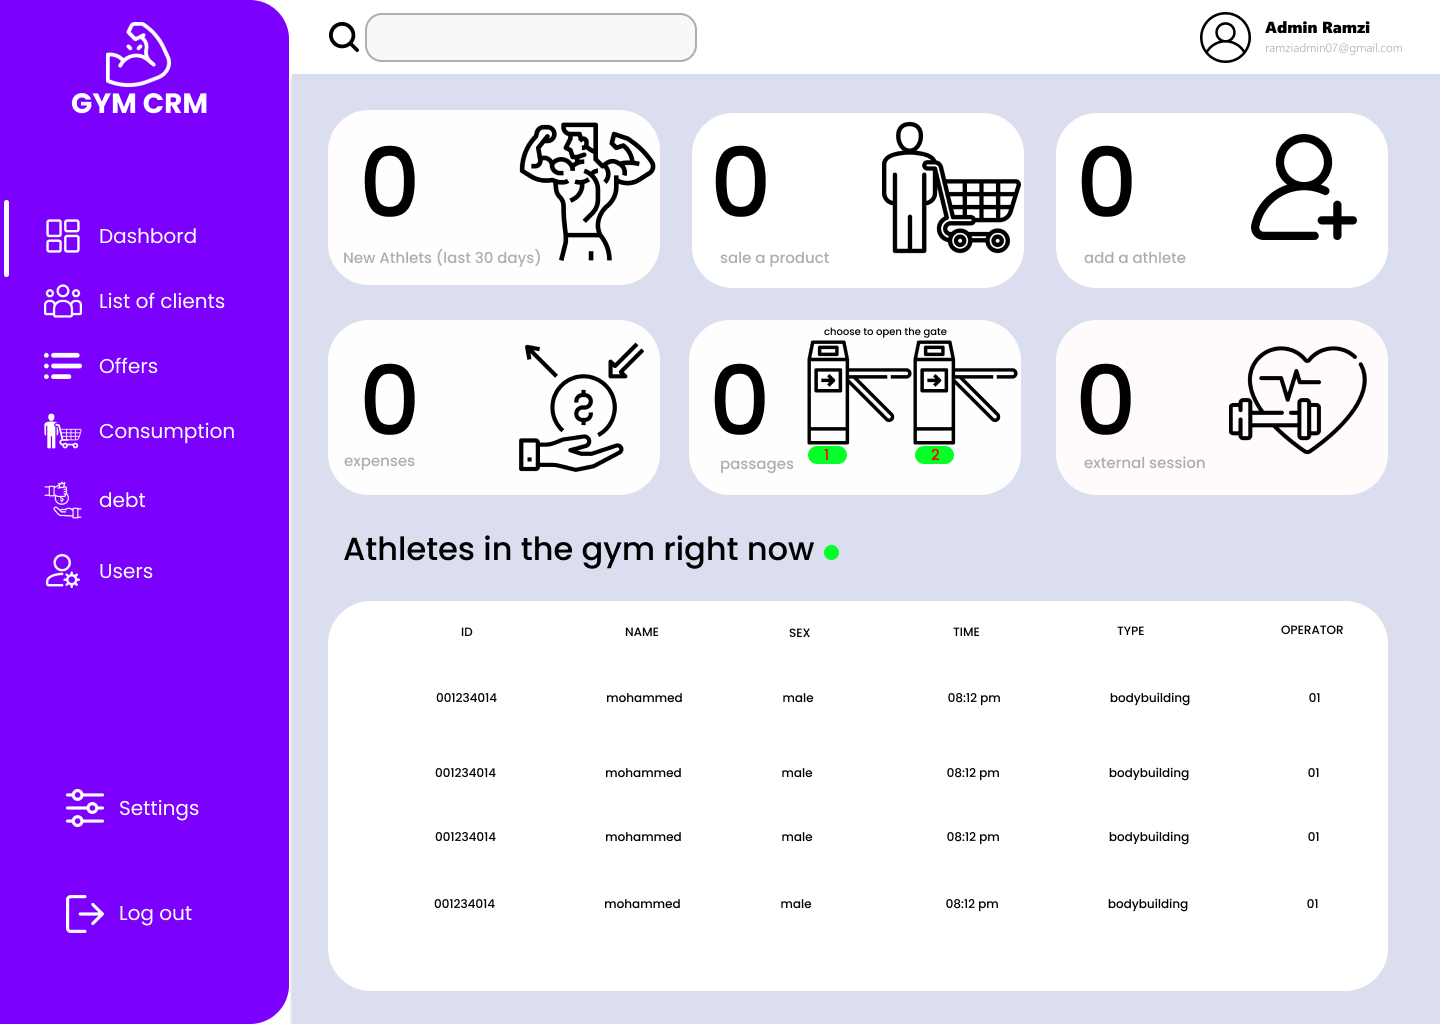 GYM CRM
Dashbord
List of clients
Offers
Consumption
debt
Users
Settings
Log out
Admin Ramzi
ramziadmin07@gmail.com
0
New Athlets (last 30 days)
0
sale a product
0
add a athlete
0
expenses
choose to open the gate
0
1
2
passages
0
external session
Athletes in the gym right now
ID NAME SEX TIME TYPE OPERATOR
001234014 mohammed male 08:12 pm bodybuilding 01
001234014 mohammed male 08:12 pm bodybuilding 01
001234014 mohammed male 08:12 pm bodybuilding 01
001234014 mohammed male 08:12 pm bodybuilding 01